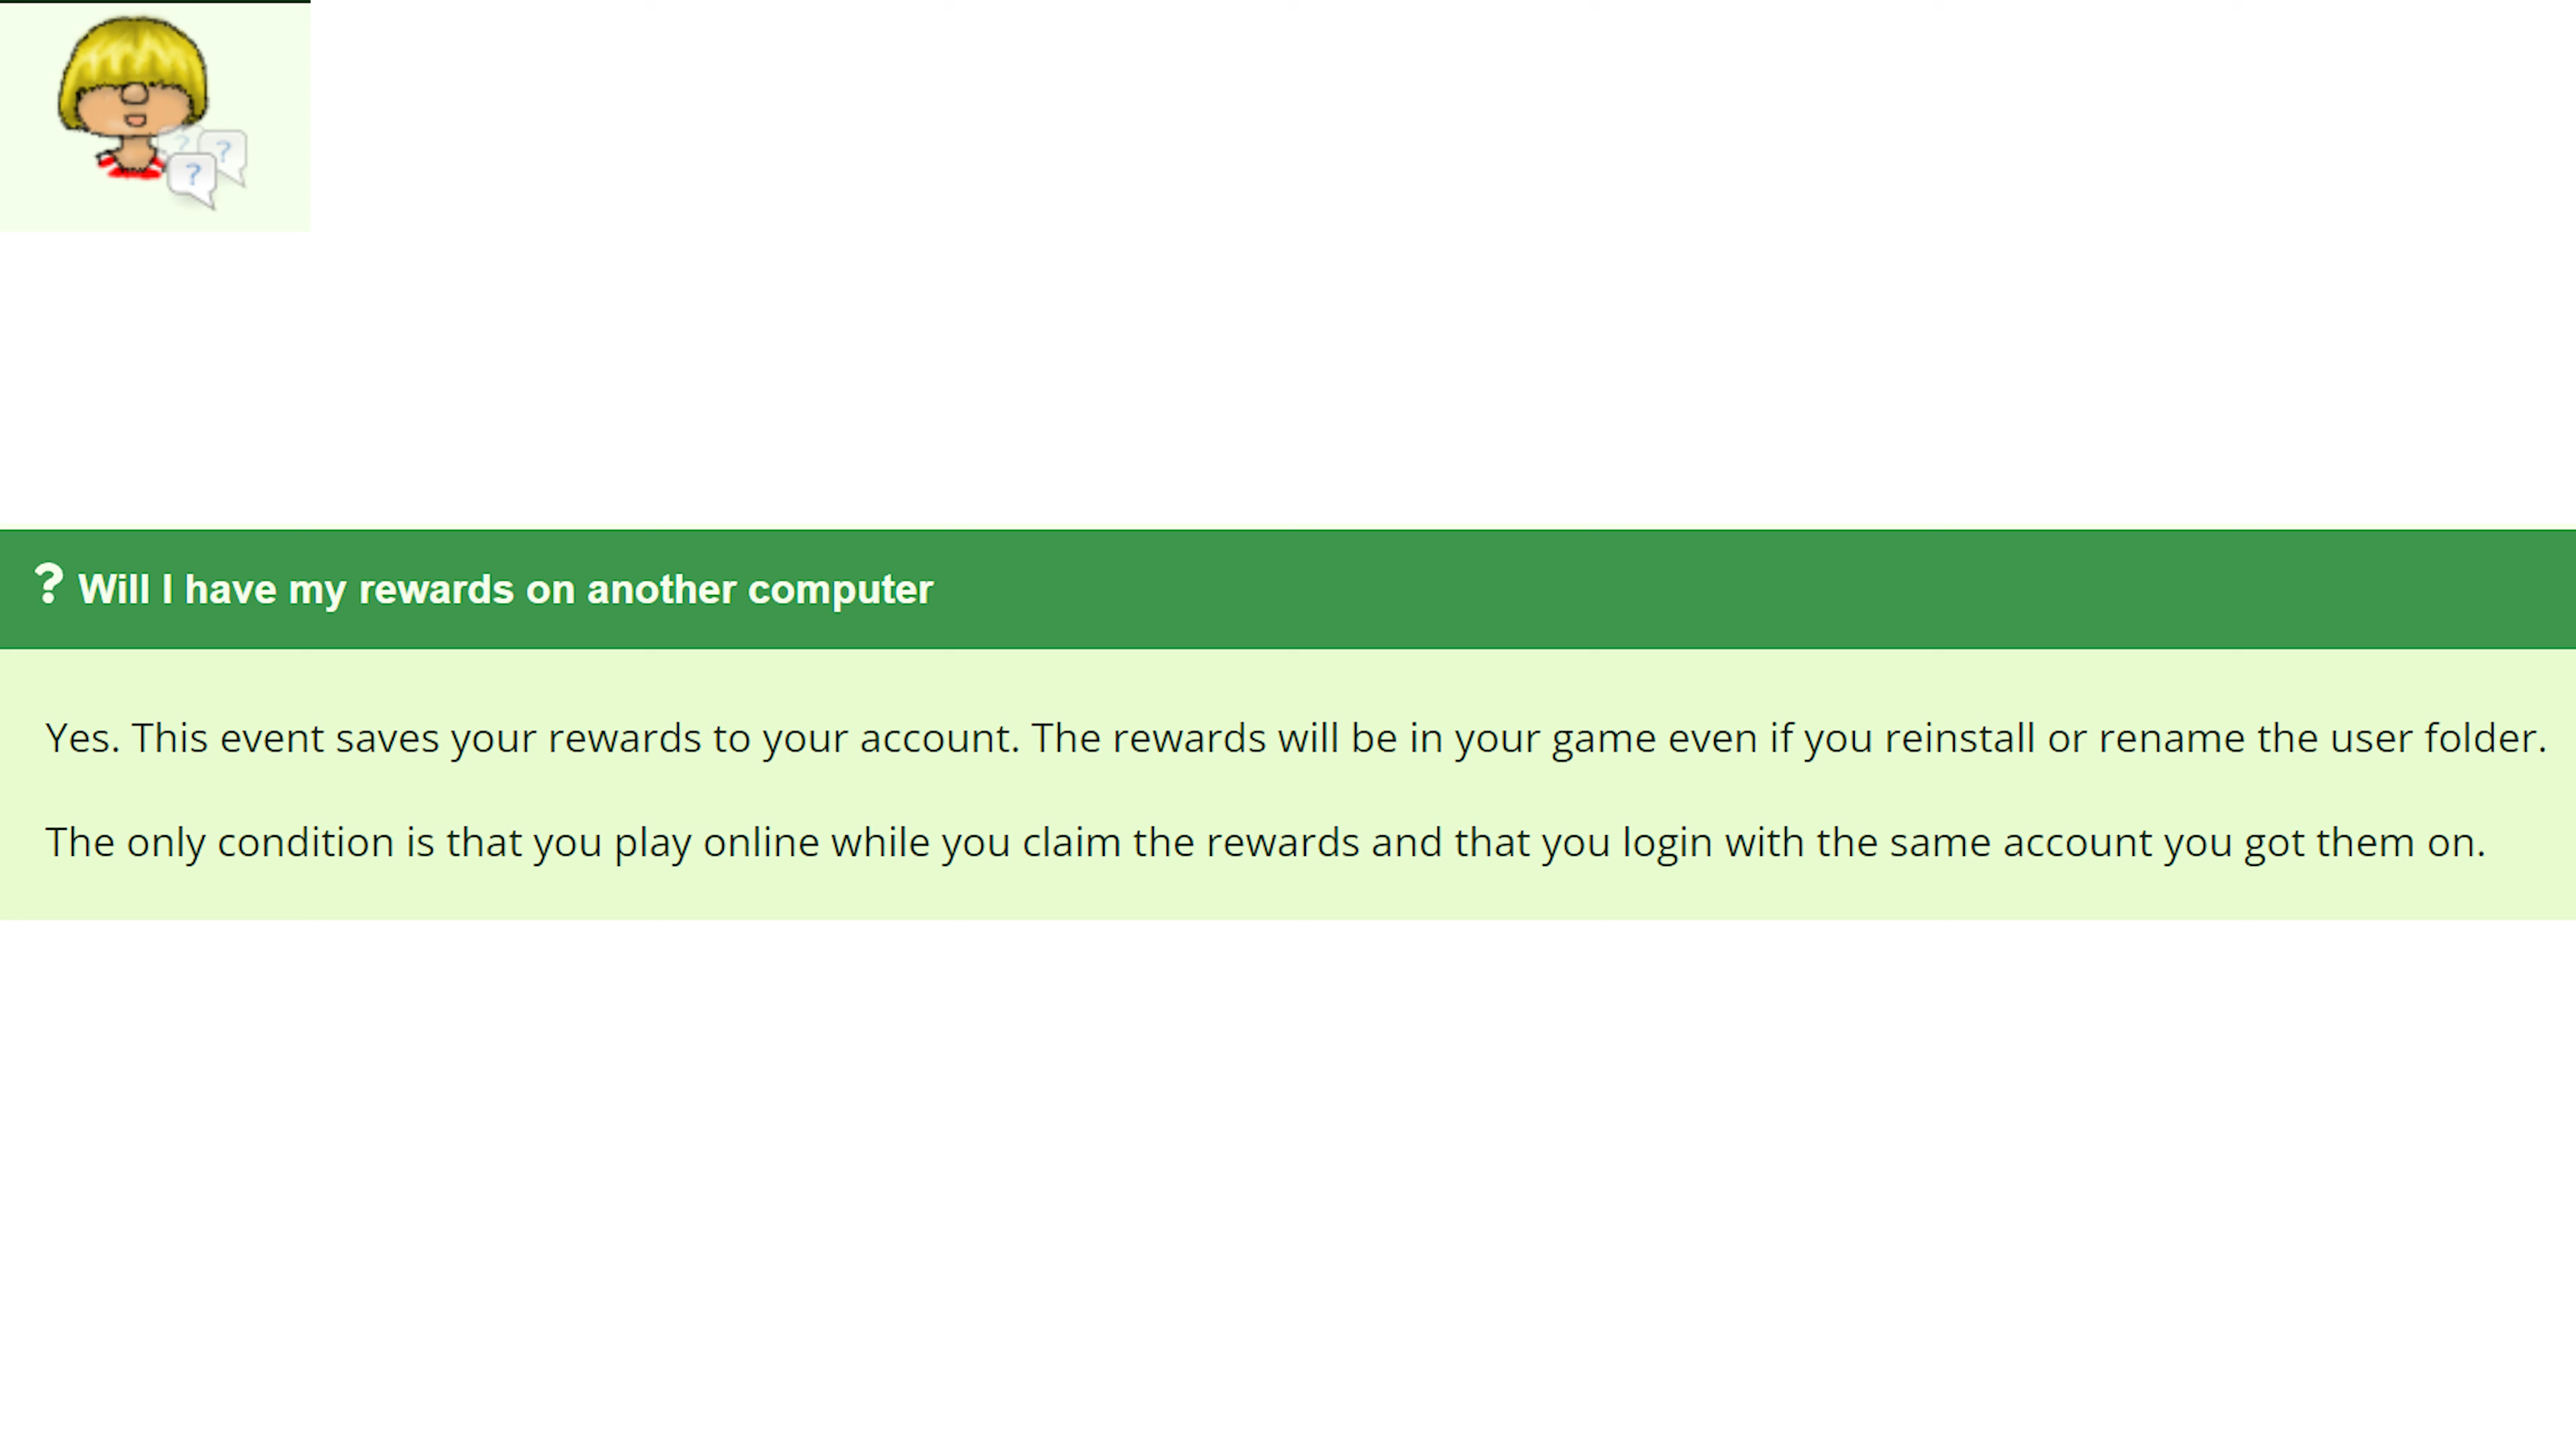 ? ? ?
? Will I have my rewards on another computer
Yes. This event saves your rewards to your account. The rewards will be in your game even if you reinstall or rename the user folder.
The only condition is that you play online while you claim the rewards and that you login with the same account you got them on.